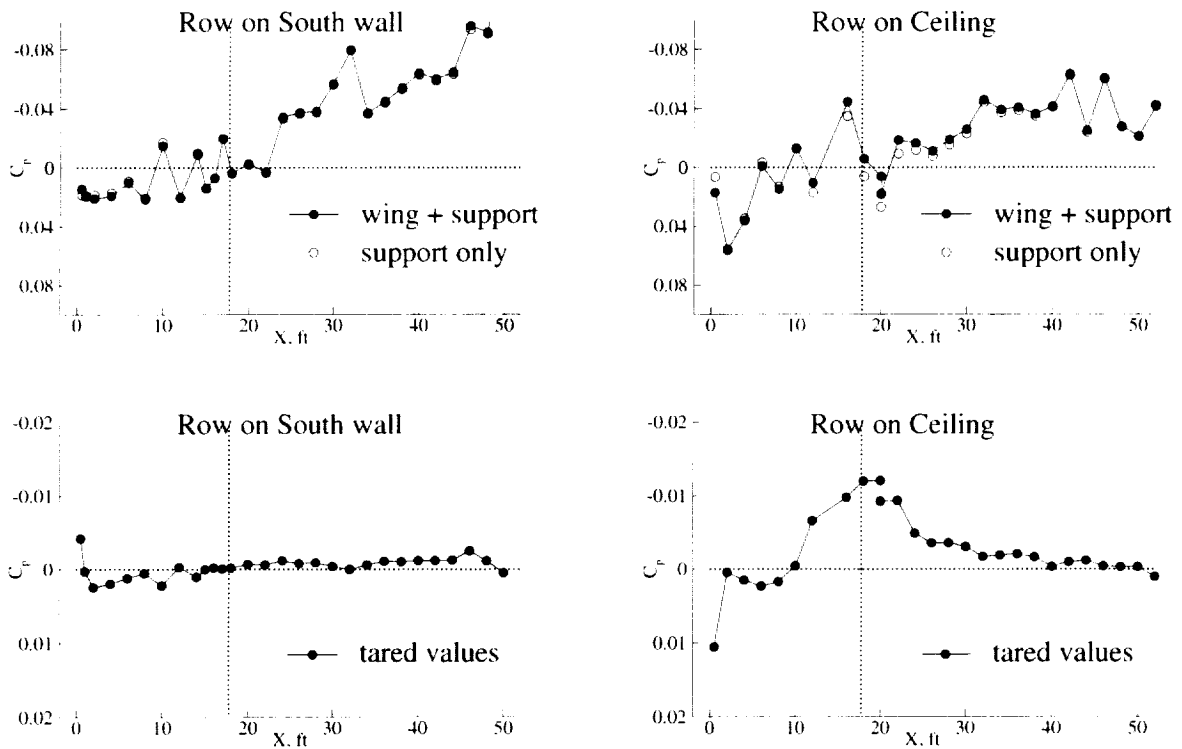 Row on South wall
-0.08
-0.04
0
0.04
0.08
C_p
wing + support
support only
0 10 20 30 40 50
X, ft
Row on Ceiling
-0.08
-0.04
0
0.04
0.08
C_p
wing + support
support only
0 10 20 30 40 50
X, ft
Row on South wall
-0.02
-0.01
0
0.01
0.02
C_p
tared values
0 10 20 30 40 50
X, ft
Row on Ceiling
-0.02
-0.01
0
0.01
0.02
C_p
tared values
0 10 20 30 40 50
X, ft